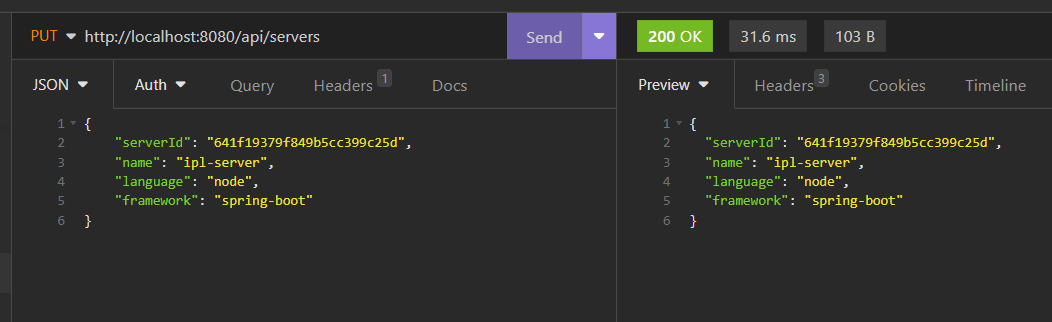 PUT http://localhost:8080/api/servers Send 200 OK 31.6 ms 103 B
JSON Auth Query Headers 1 Docs Preview Headers 3 Cookies Timeline
1 {
2 "serverId": "641f19379f849b5cc399c25d",
3 "name": "ipl-server",
4 "language": "node",
5 "framework": "spring-boot"
6 }
1 {
2 "serverId": "641f19379f849b5cc399c25d",
3 "name": "ipl-server",
4 "language": "node",
5 "framework": "spring-boot"
6 }